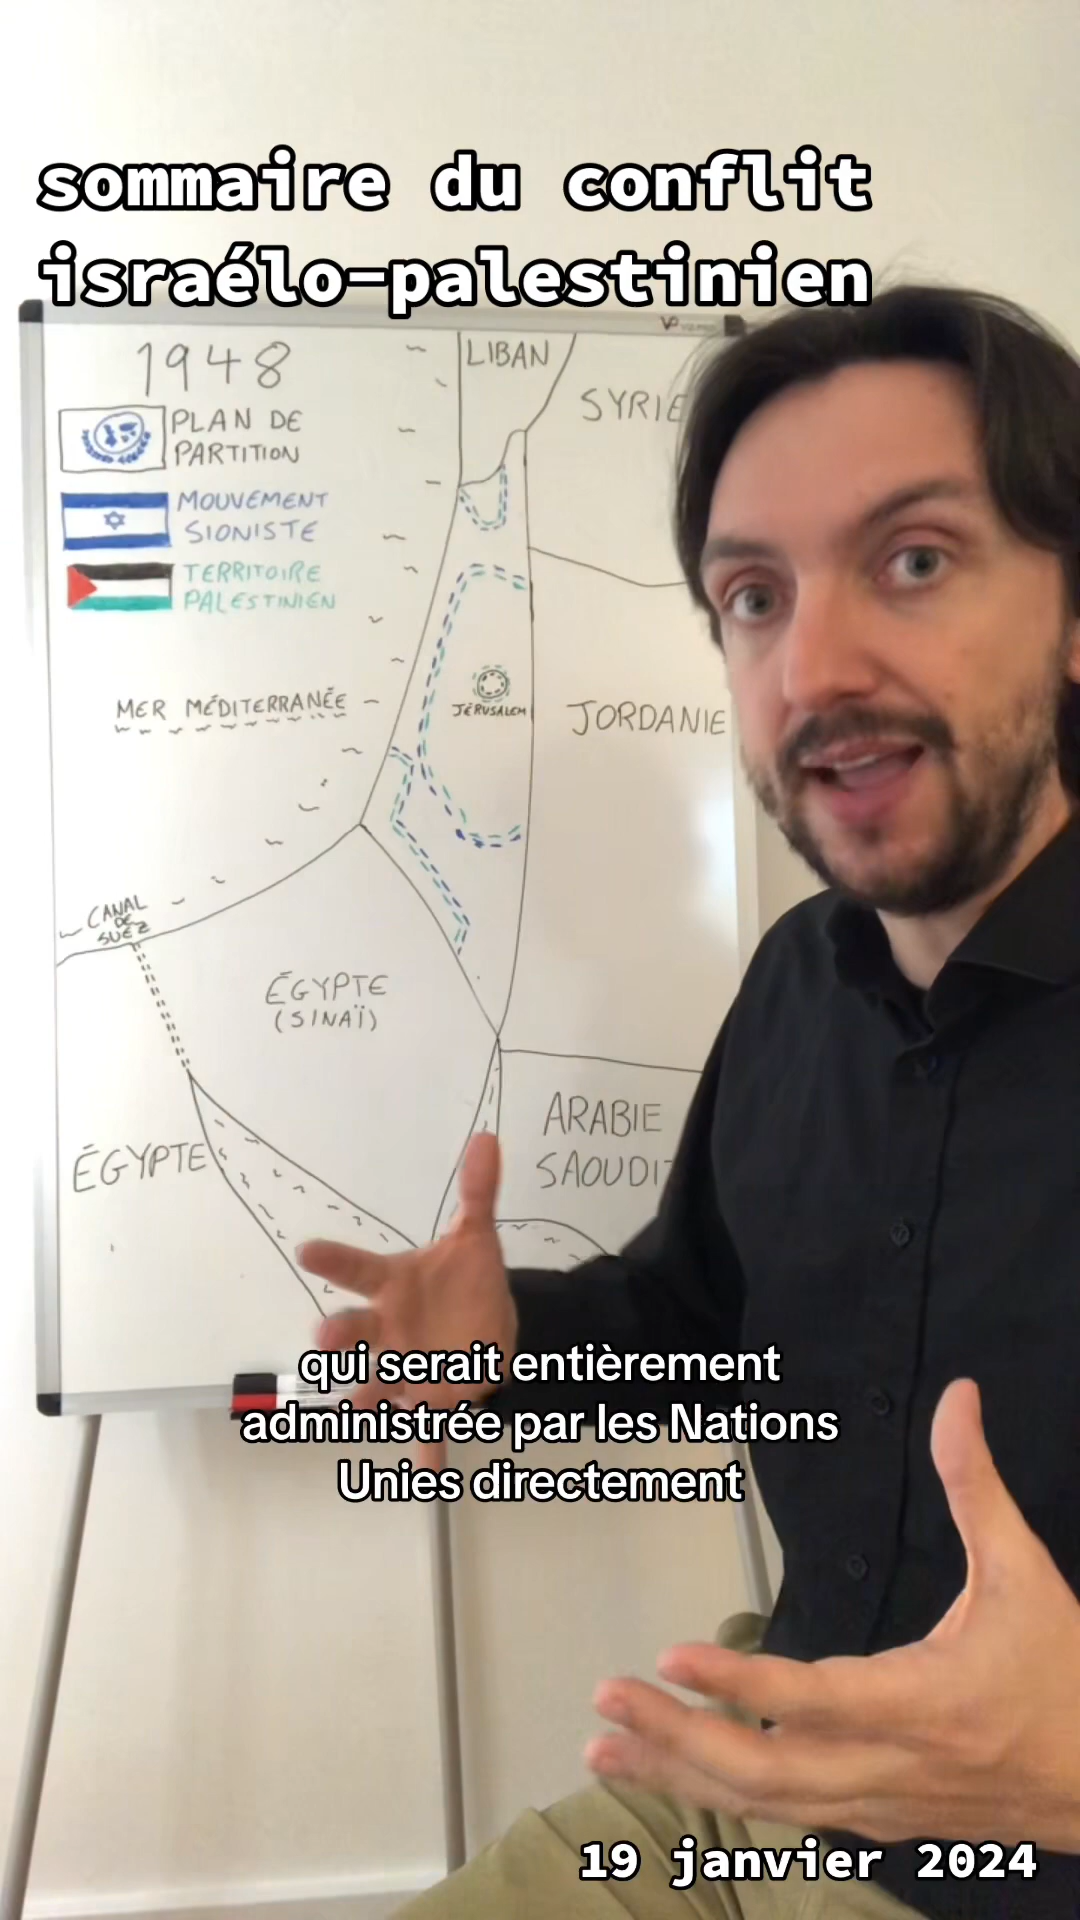 sommaire du conflit
israélo-palestinien
1948
PLAN DE
PARTITION
MOUVEMENT
SIONISTE
TERRITOIRE
PALESTINIEN
LIBAN
SYRIE
MER MÉDITERRANÉE
JÉRUSALEM
JORDANIE
CANAL
DE
SUEZ
ÉGYPTE
(SINAÏ)
ÉGYPTE
ARABIE
SAOUDIT
qui serait entièrement
administrée par les Nations
Unies directement
19 janvier 2024